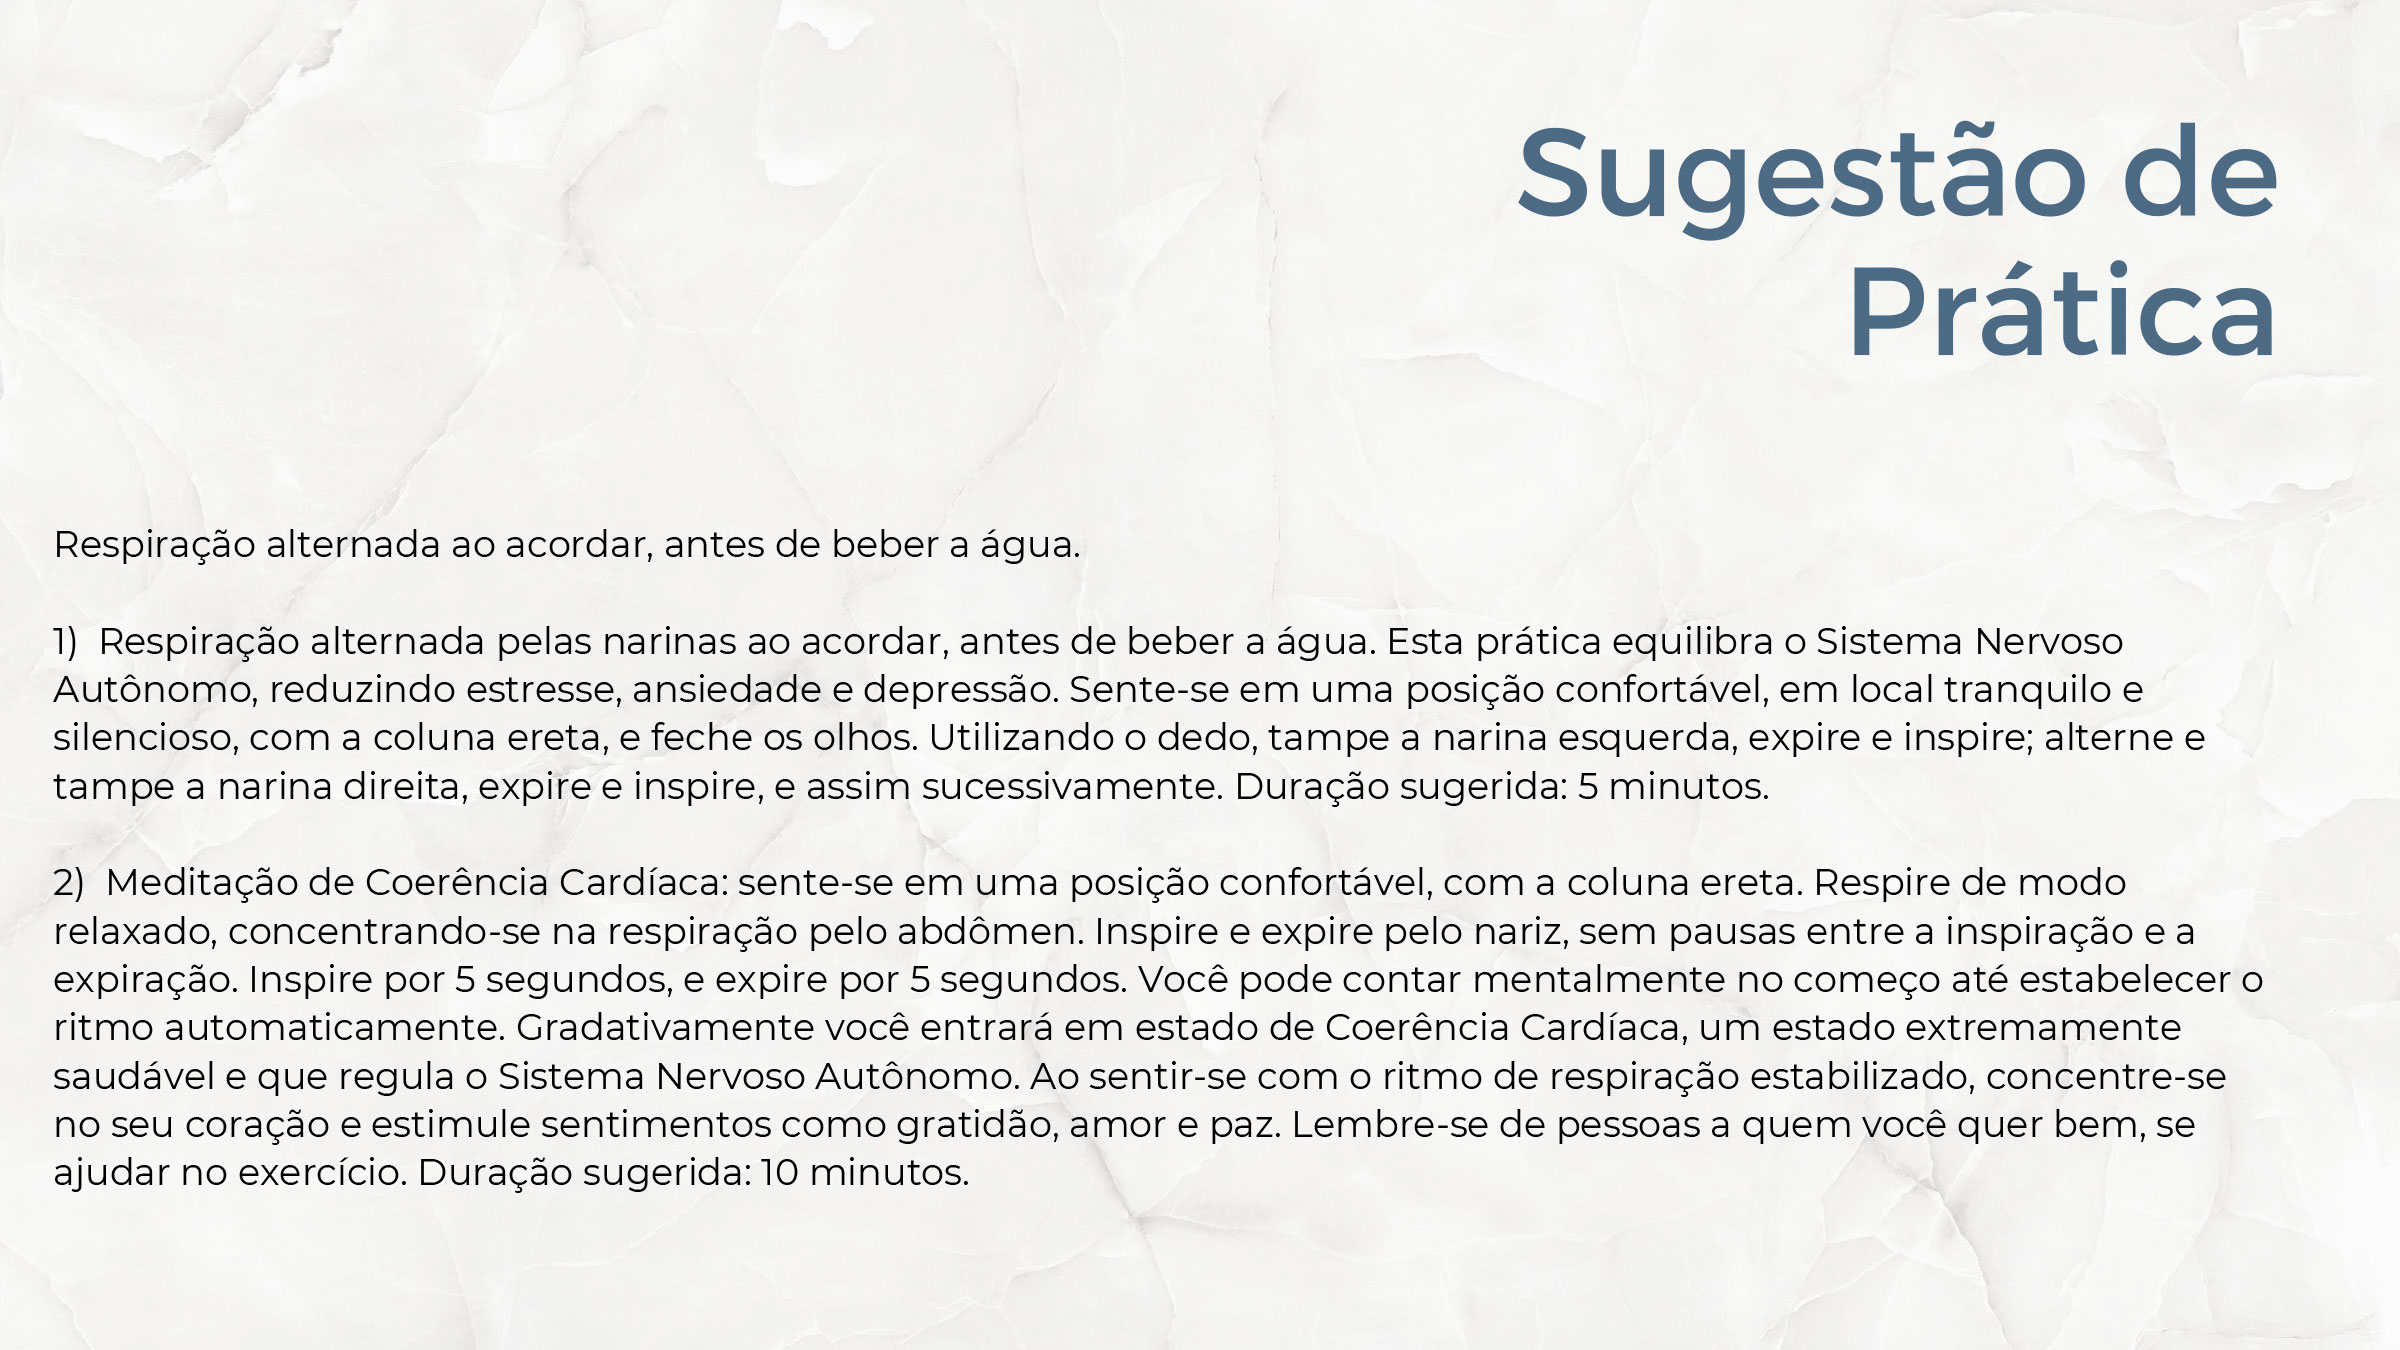 Sugestão de
Prática
Respiração alternada ao acordar, antes de beber a água.
1) Respiração alternada pelas narinas ao acordar, antes de beber a água. Esta prática equilibra o Sistema Nervoso
Autônomo, reduzindo estresse, ansiedade e depressão. Sente-se em uma posição confortável, em local tranquilo e
silencioso, com a coluna ereta, e feche os olhos. Utilizando o dedo, tampe a narina esquerda, expire e inspire; alterne e
tampe a narina direita, expire e inspire, e assim sucessivamente. Duração sugerida: 5 minutos.
2) Meditação de Coerência Cardíaca: sente-se em uma posição confortável, com a coluna ereta. Respire de modo
relaxado, concentrando-se na respiração pelo abdômen. Inspire e expire pelo nariz, sem pausas entre a inspiração e a
expiração. Inspire por 5 segundos, e expire por 5 segundos. Você pode contar mentalmente no começo até estabelecer o
ritmo automaticamente. Gradativamente você entrará em estado de Coerência Cardíaca, um estado extremamente
saudável e que regula o Sistema Nervoso Autônomo. Ao sentir-se com o ritmo de respiração estabilizado, concentre-se
no seu coração e estimule sentimentos como gratidão, amor e paz. Lembre-se de pessoas a quem você quer bem, se
ajudar no exercício. Duração sugerida: 10 minutos.